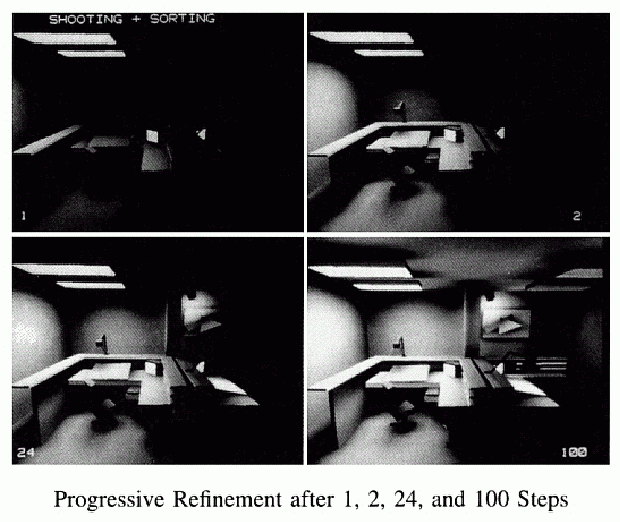 SHOOTING + SORTING
1
2
24
100
Progressive Refinement after 1, 2, 24, and 100 Steps